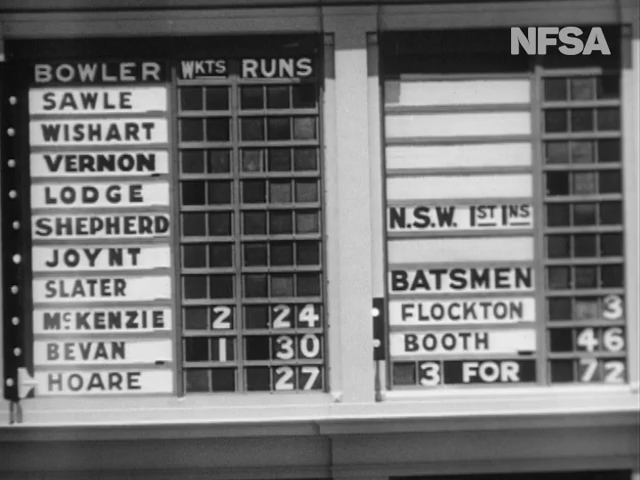 NFSA
BOWLER WKTS RUNS
SAWLE
WISHART
VERNON
LODGE
SHEPHERD
JOYNT
SLATER
McKENZIE 2 24
BEVAN 1 30
HOARE 27
N.S.W. 1ST INS
BATSMEN
FLOCKTON 3
BOOTH 46
3 FOR 72